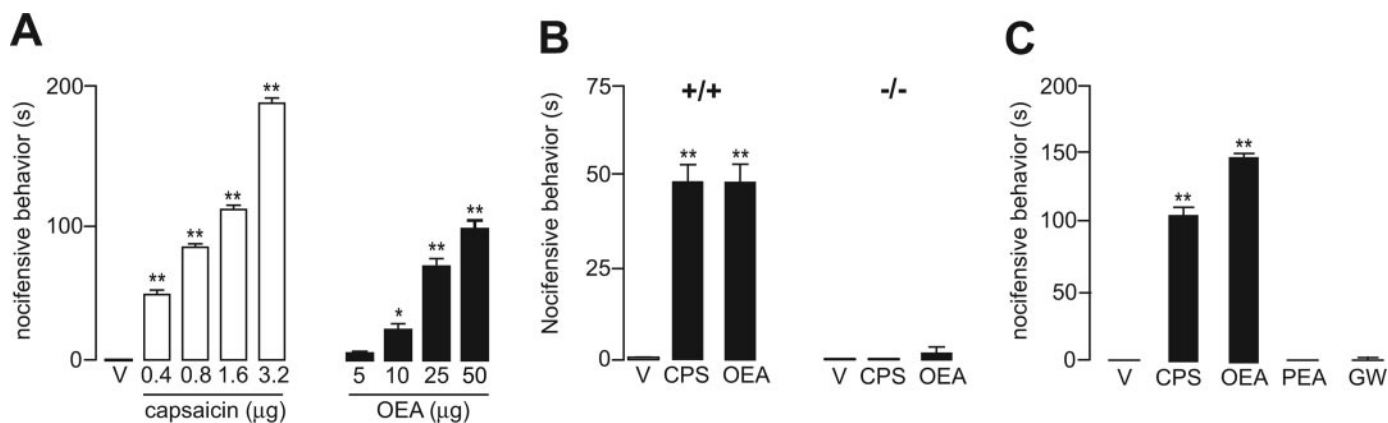 A
nocifensive behavior (s)
200
100
0
**
**
**
**
*
**
**
V 0.4 0.8 1.6 3.2 5 10 25 50
capsaicin (μg) OEA (μg)
B
Nocifensive behavior (s)
75
50
25
0
+/+ -/-
** **
V CPS OEA V CPS OEA
C
nocifensive behavior (s)
200
150
100
50
0
**
**
V CPS OEA PEA GW